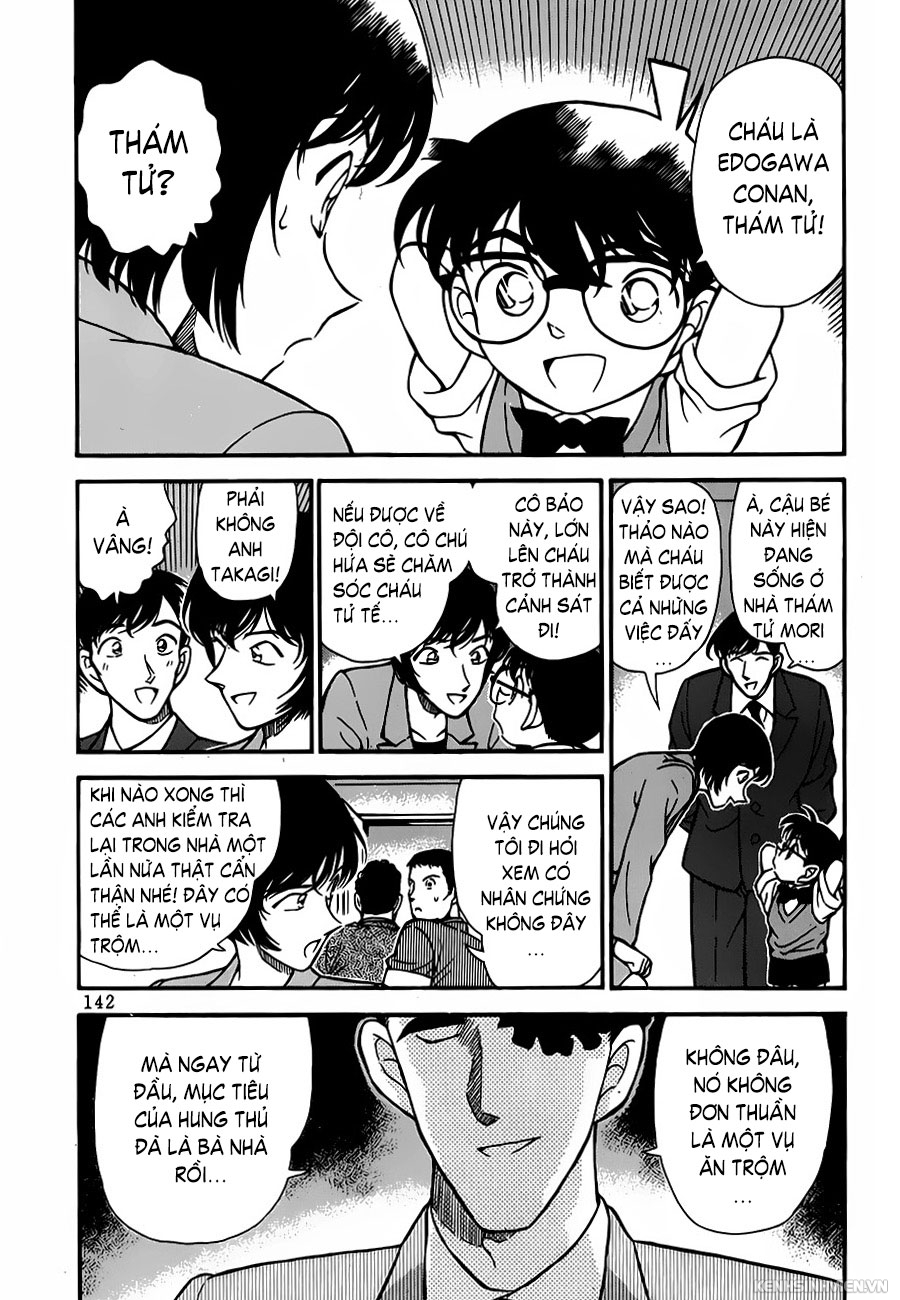 CHÁU LÀ
EDOGAWA
CONAN,
THÁM TỬ!
THÁM
TỬ?
À, CẬU BÉ
NÀY HIỆN
ĐANG
SỐNG Ở
NHÀ THÁM
TỬ MORI
...
VẬY SAO!
THẢO NÀO
MÀ CHÁU
BIẾT ĐƯỢC
CẢ NHỮNG
VIỆC ĐẤY
...
CÔ BẢO
NÀY, LỚN
LÊN CHÁU
TRỞ THÀNH
CẢNH SÁT
ĐI!
NẾU ĐƯỢC VỀ
ĐỘI CÔ, CÔ CHÚ
HỨA SẼ CHĂM
SÓC CHÁU
TỬ TẾ...
PHẢI
KHÔNG
ANH
TAKAGI!
À
VÂNG!
VẬY CHÚNG
TÔI ĐI HỎI
XEM CÓ
NHÂN CHỨNG
KHÔNG ĐÂY
...
KHI NÀO XONG THÌ
CÁC ANH KIỂM TRA
LẠI TRONG NHÀ MỘT
LẦN NỮA THẬT CẨN
THẬN NHÉ! ĐÂY CÓ
THỂ LÀ MỘT VỤ
TRỘM...
142
KHÔNG ĐÂU,
NÓ KHÔNG
ĐƠN THUẦN
LÀ MỘT VỤ
ĂN TRỘM
...
MÀ NGAY TỪ
ĐẦU, MỤC TIÊU
CỦA HUNG THỦ
ĐÃ LÀ BÀ NHÀ
RỒI...
KENHSINHVIEN.VN